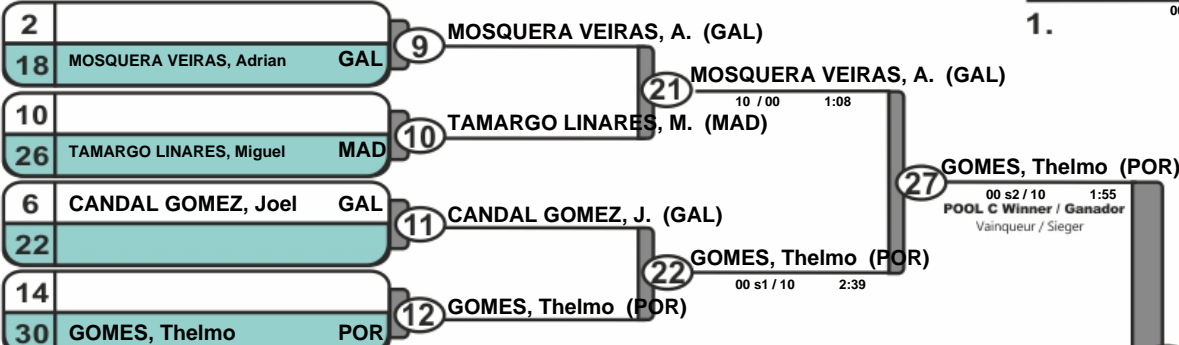 2
18 MOSQUERA VEIRAS, Adrian GAL
9
MOSQUERA VEIRAS, A. (GAL)
10
26 TAMARGO LINARES, Miguel MAD
10
TAMARGO LINARES, M. (MAD)
21
MOSQUERA VEIRAS, A. (GAL)
10 / 00 1:08
6 CANDAL GOMEZ, Joel GAL
22
11
CANDAL GOMEZ, J. (GAL)
14
30 GOMES, Thelmo POR
12
GOMES, Thelmo (POR)
22
GOMES, Thelmo (POR)
00 s1 / 10 2:39
27
GOMES, Thelmo (POR)
00 s2 / 10 1:55
POOL C Winner / Ganador
Vainqueur / Sieger
1.